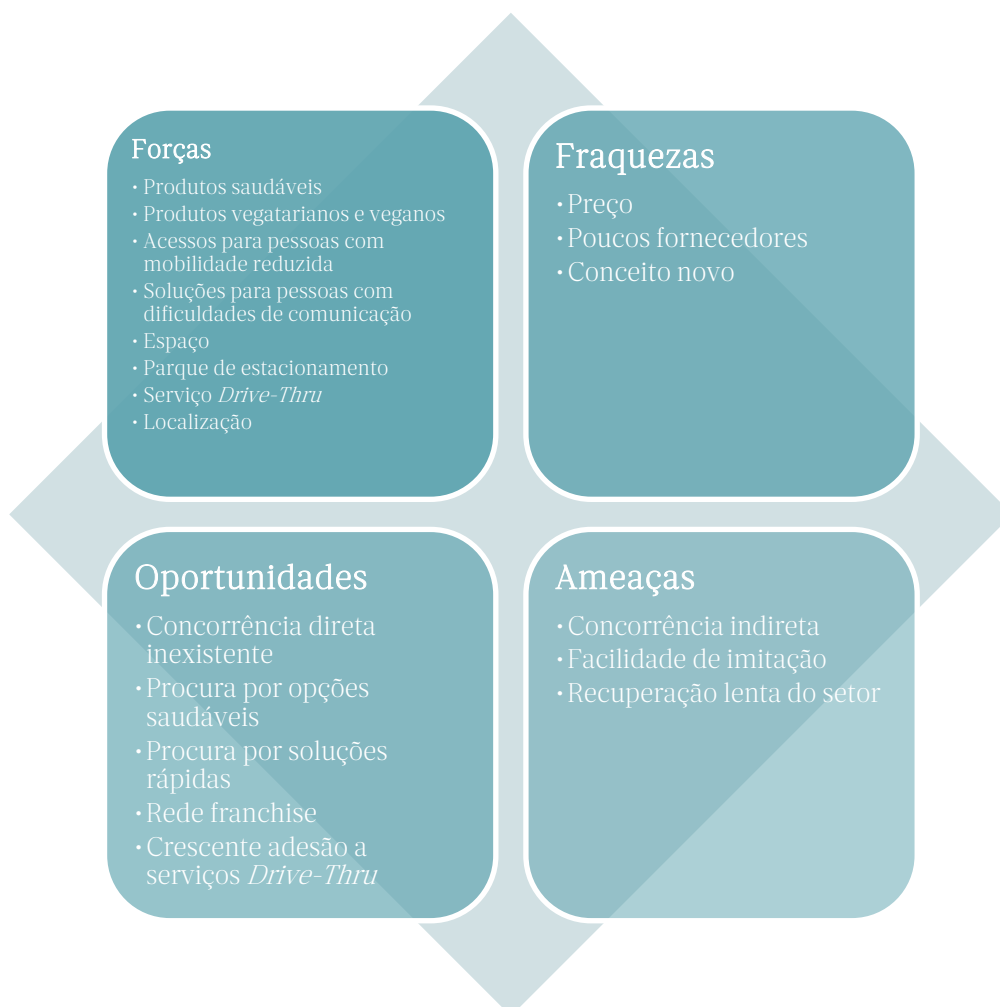 Forças
• Produtos saudáveis
• Produtos vegatarianos e veganos
• Acessos para pessoas com
mobilidade reduzida
• Soluções para pessoas com
dificuldades de comunicação
• Espaço
• Parque de estacionamento
• Serviço Drive-Thru
• Localização
Fraquezas
• Preço
• Poucos fornecedores
• Conceito novo
Oportunidades
• Concorrência direta
inexistente
• Procura por opções
saudáveis
• Procura por soluções
rápidas
• Rede franchise
• Crescente adesão a
serviços Drive-Thru
Ameaças
• Concorrência indireta
• Facilidade de imitação
• Recuperação lenta do setor